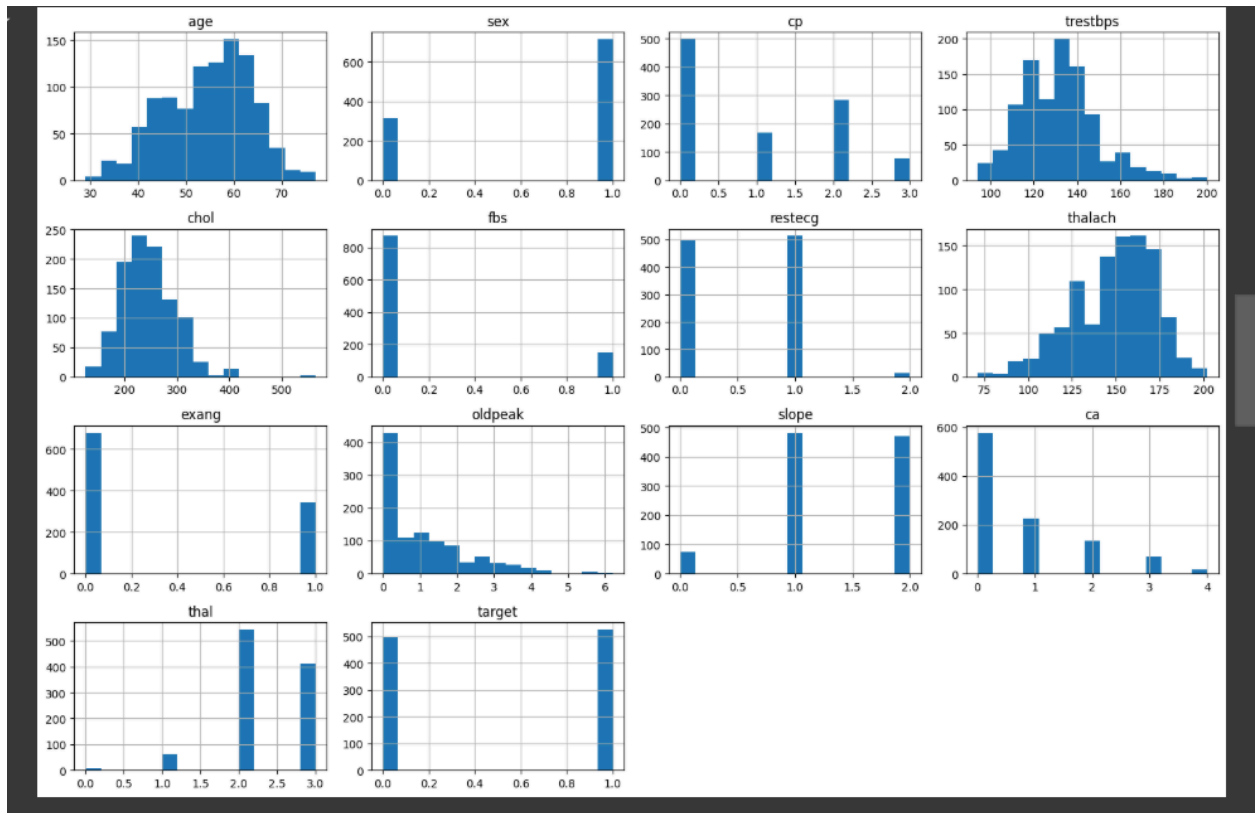 age sex cp trestbps
150 100 50 0
30 40 50 60 70
600 400 200 0
0.0 0.2 0.4 0.6 0.8 1.0
500 400 300 200 100 0
0.0 0.5 1.0 1.5 2.0 2.5 3.0
200 150 100 50 0
100 120 140 160 180 200
chol fbs restecg thalach
250 200 150 100 50 0
200 300 400 500
800 600 400 200 0
0.0 0.2 0.4 0.6 0.8 1.0
500 400 300 200 100 0
0.0 0.5 1.0 1.5 2.0
150 100 50 0
75 100 125 150 175 200
exang oldpeak slope ca
600 400 200 0
0.0 0.2 0.4 0.6 0.8 1.0
400 300 200 100 0
0 1 2 3 4 5 6
500 400 300 200 100 0
0.0 0.5 1.0 1.5 2.0
600 400 200 0
0 1 2 3 4
thal target
500 400 300 200 100 0
0.0 0.5 1.0 1.5 2.0 2.5 3.0
500 400 300 200 100 0
0.0 0.2 0.4 0.6 0.8 1.0